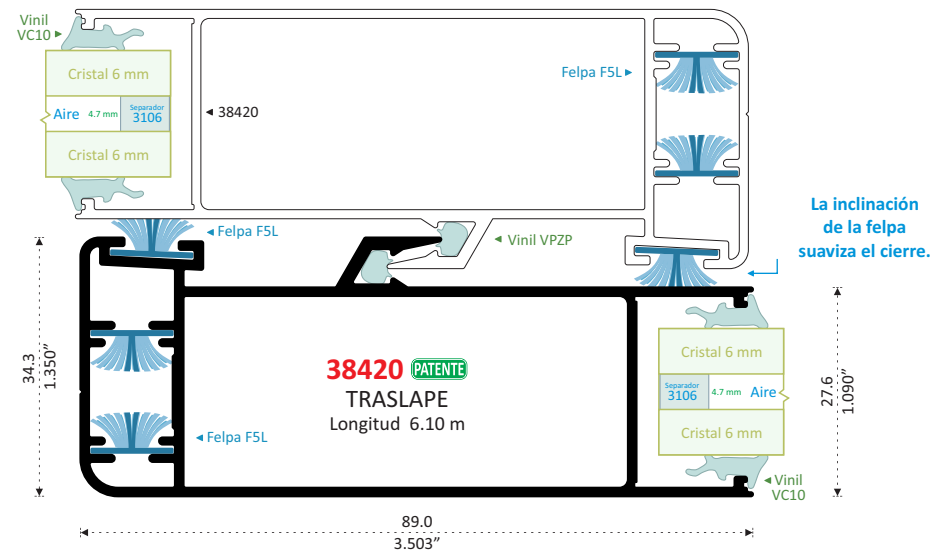 Vinil
VC10
Cristal 6 mm
Aire
4.7 mm
Separador
3106
Cristal 6 mm
38420
Felpa F5L
Felpa F5L
Vinil VPZP
La inclinación
de la felpa
suaviza el cierre.
34.3
1.350”
38420 PATENTE
TRASLAPE
Longitud 6.10 m
Felpa F5L
Cristal 6 mm
Separador
3106
4.7 mm
Aire
Cristal 6 mm
27.6
1.090”
Vinil
VC10
89.0
3.503”